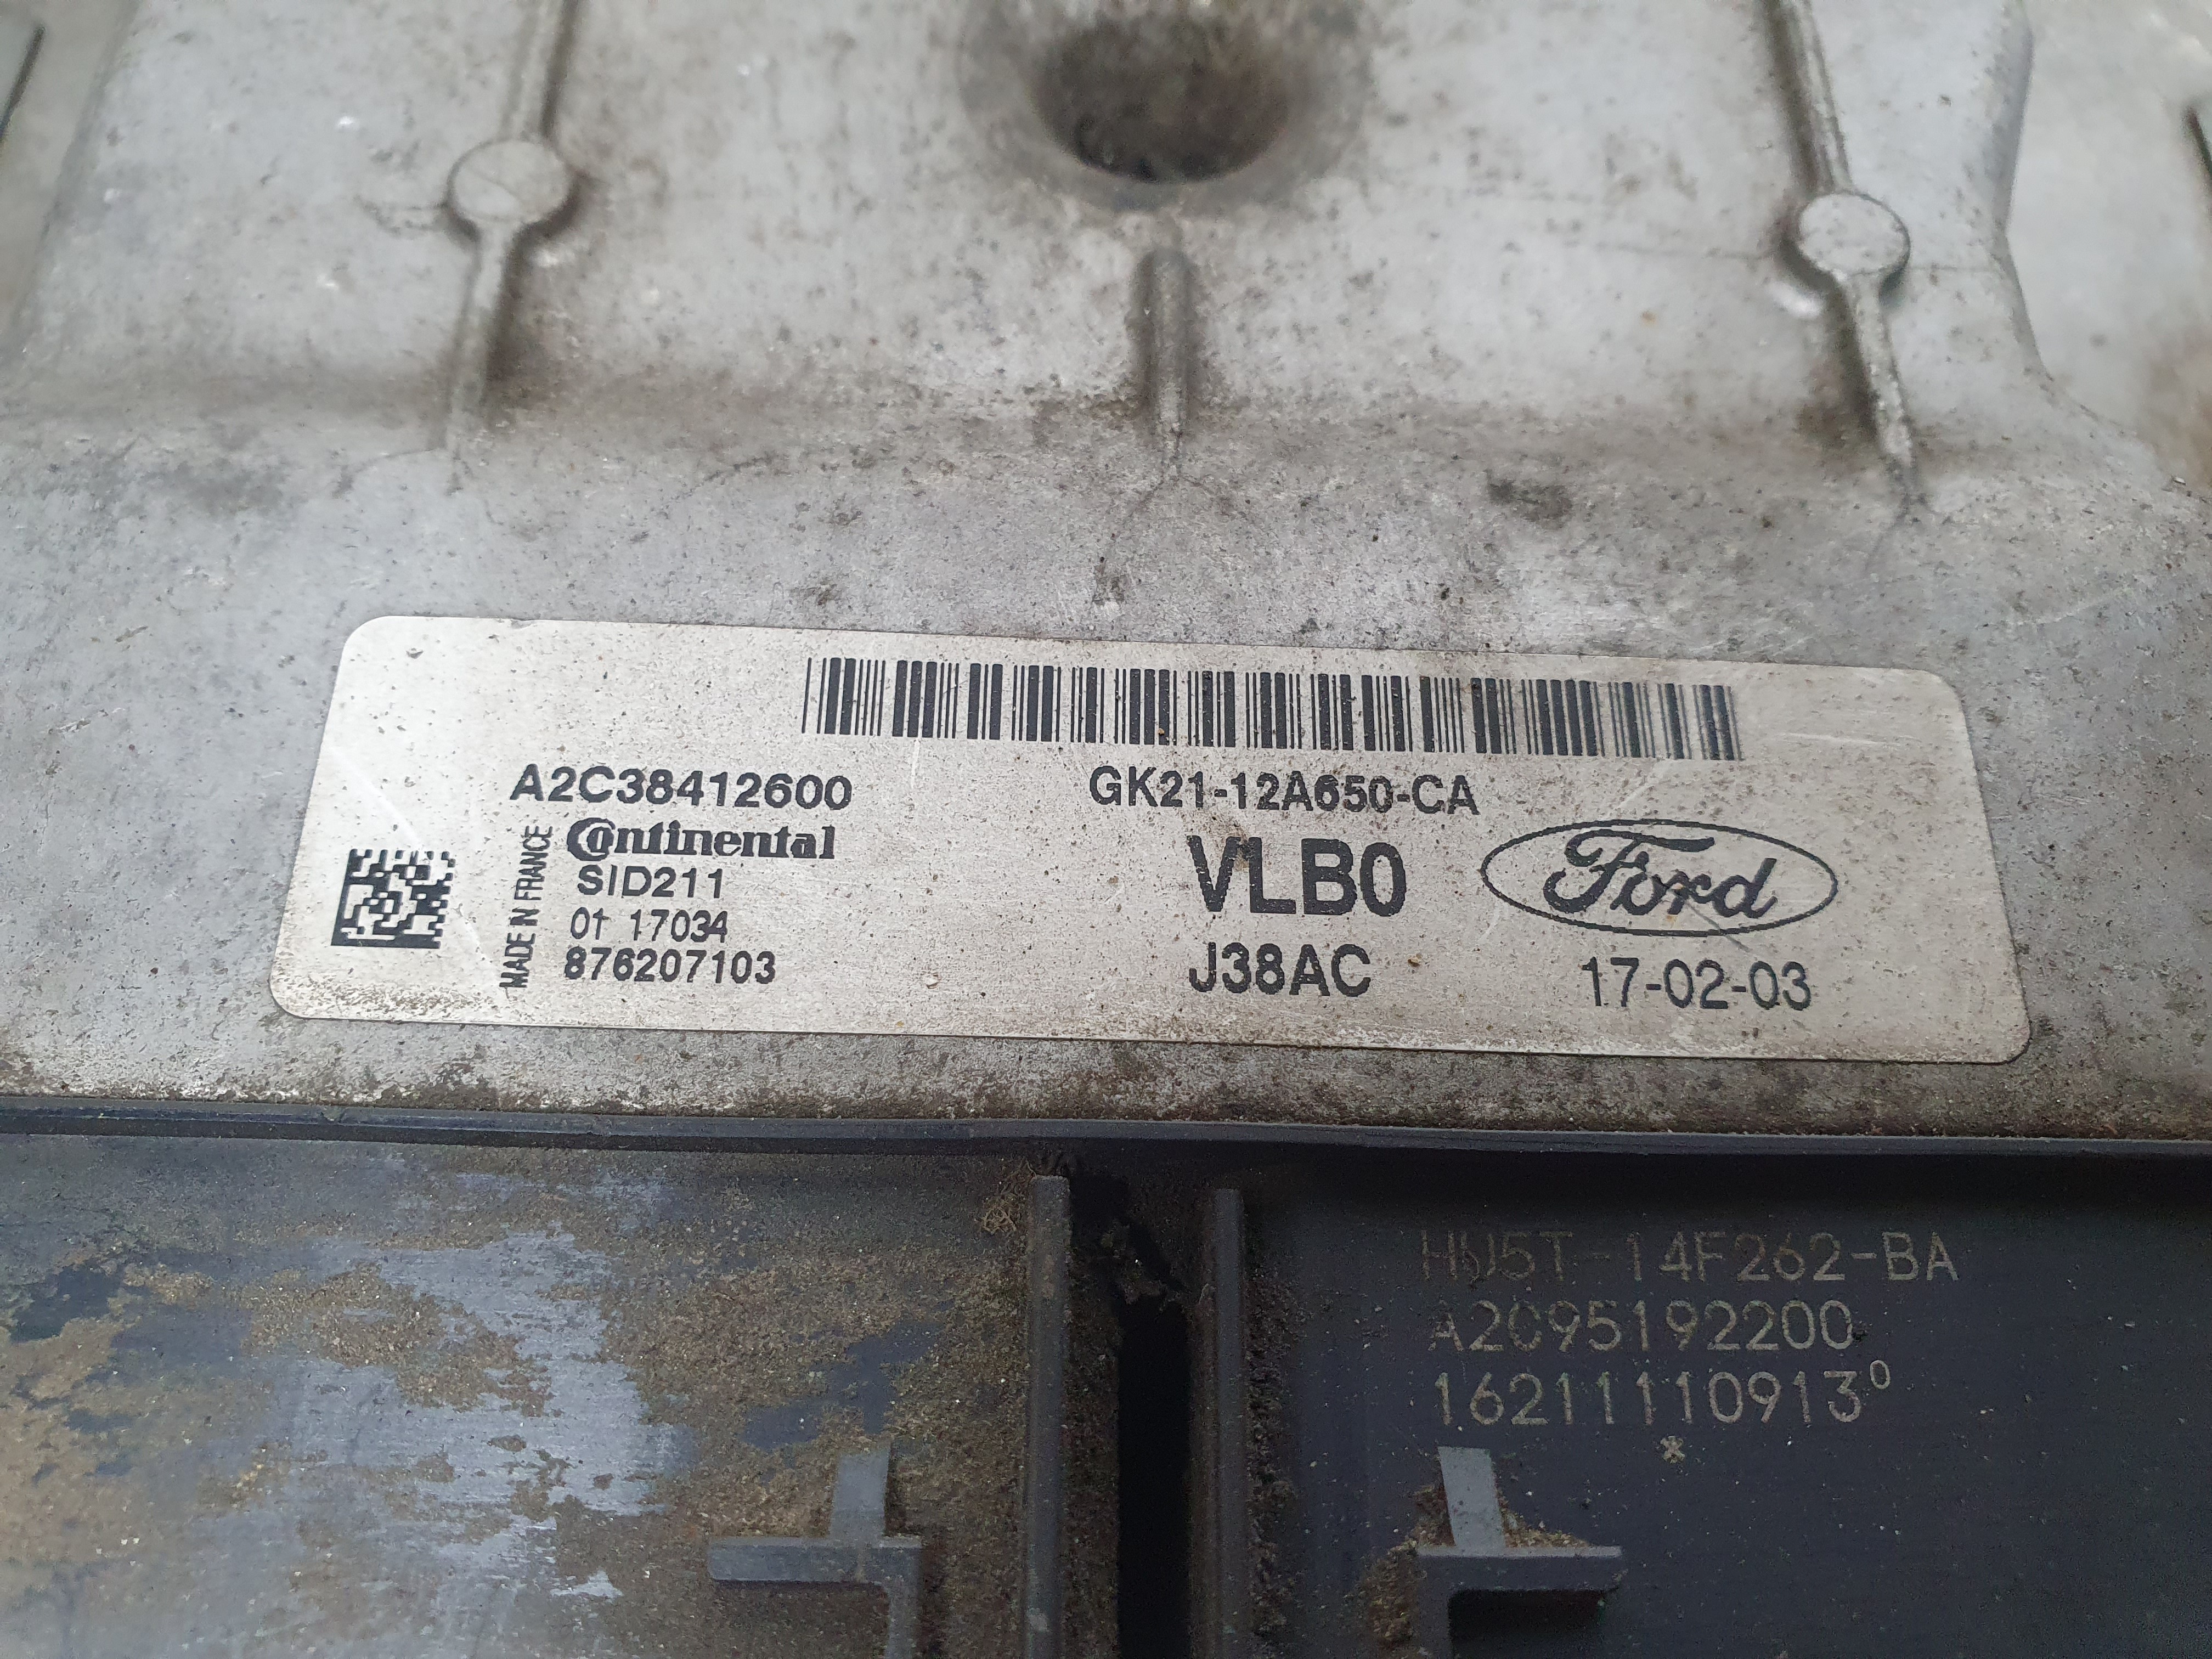 A2C38412600
Continental
SID211
01 17034
876207103
MADE IN FRANCE
GK21-12A650-CA
VLB0
Ford
J38AC
17-02-03
HU5T-14F262-BA
A2C95192200
16211110913⁰
*